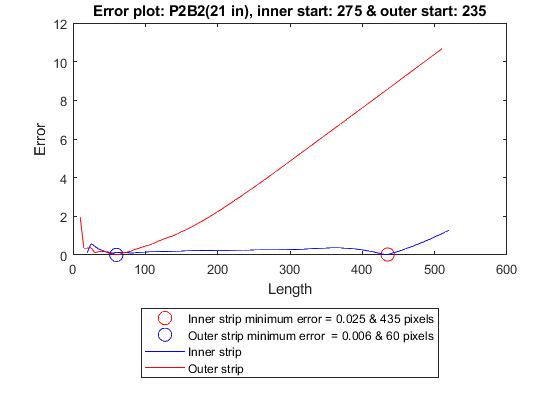 Error plot: P2B2(21 in), inner start: 275 & outer start: 235
12
10
8
6
4
2
0
Error
0 100 200 300 400 500 600
Length
Inner strip minimum error = 0.025 & 435 pixels
Outer strip minimum error = 0.006 & 60 pixels
Inner strip
Outer strip